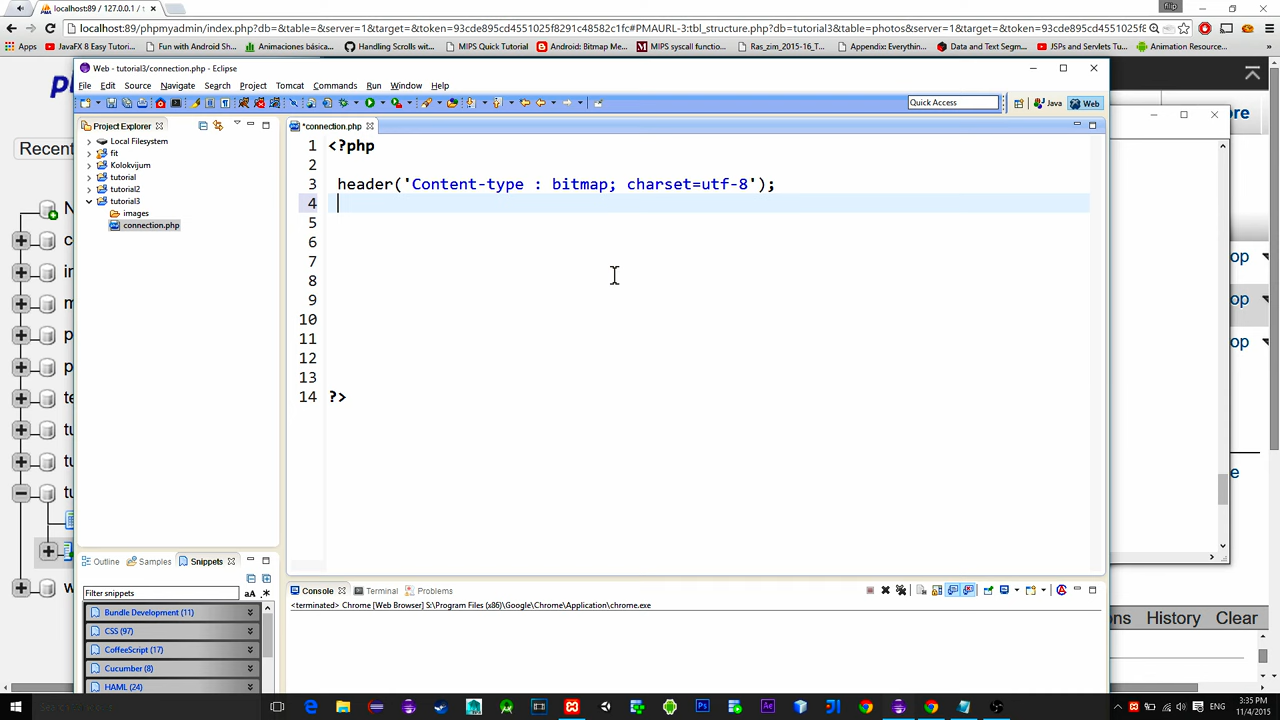 flip
localhost:89 / 127.0.0.1 /
localhost:89/phpmyadmin/index.php?db=&table=&server=1&target=&token=93cde895cd4551025f8291c48582c1fc#PMAURL-3:tbl_structure.php?db=tutorial3&table=photos&server=1&target=&token=93cde895cd4551025
Apps JavaFX 8 Easy Tutori... Fun with Android Sh... Animaciones básica... Handling Scrolls wit... MIPS Quick Tutorial Android: Bitmap Me... MIPS syscall functio... Ras_zim_2015-16_T... Appendix: Everythin... Data and Text Segm... JSPs and Servlets Tu... Animation Resource...
Web - tutorial3/connection.php - Eclipse
File Edit Source Navigate Search Project Tomcat Commands Run Window Help
Quick Access Java Web
Project Explorer
Local Filesystem
fit
Kolokvijum
tutorial
tutorial2
tutorial3
images
connection.php
*connection.php
1 <?php
2
3 header('Content-type : bitmap; charset=utf-8');
4
5
6
7
8
9
10
11
12
13
14 ?>
Recent
Outline Samples Snippets
Filter snippets aA .*
Bundle Development (11)
CSS (97)
CoffeeScript (17)
Cucumber (8)
HAML (24)
Console Terminal Problems
<terminated> Chrome [Web Browser] S:\Program Files (x86)\Google\Chrome\Application\chrome.exe
History Clear
ENG
3:35 PM
11/4/2015